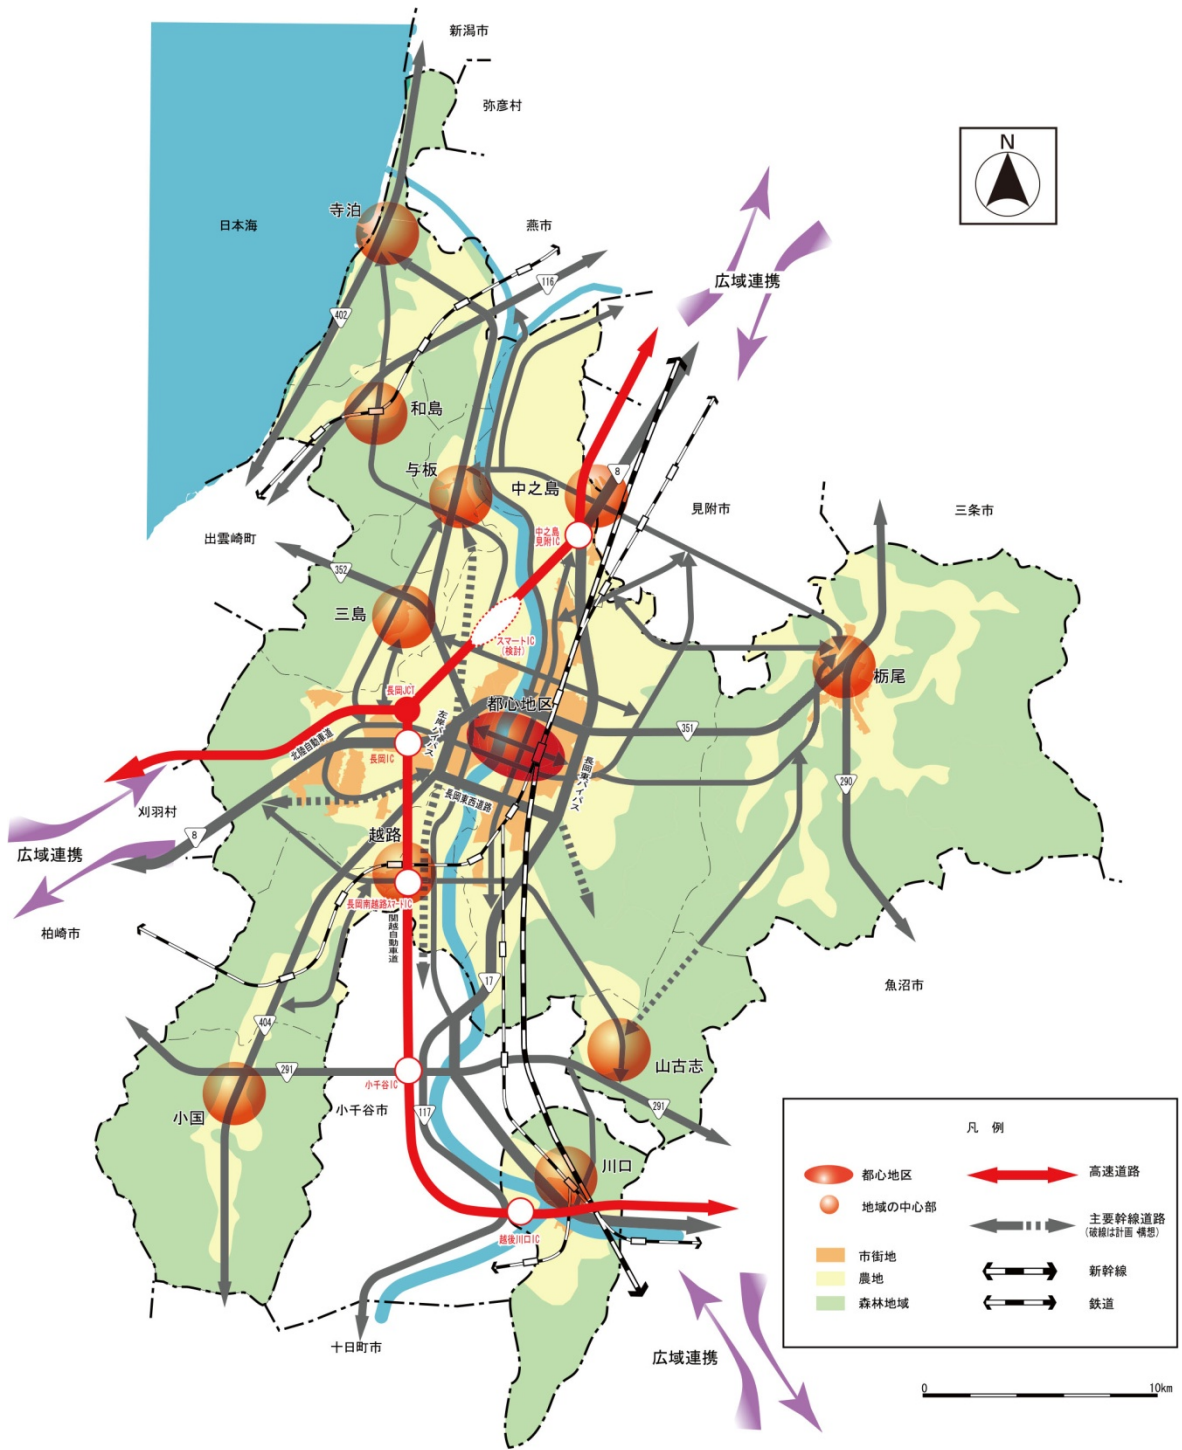 新潟市
弥彦村
N
寺泊
日本海
燕市
広域連携
116
402
和島
与板
中之島
8
見附市
三条市
中之島
見附IC
出雲崎町
352
三島
スマートIC
(検討)
栃尾
長岡JCT
都心地区
左岸バイパス
351
北陸自動車道
長岡IC
長岡東バイパス
290
長岡東西道路
刈羽村
8
越路
広域連携
長岡南越路スマートIC
関越自動車道
柏崎市
17
魚沼市
404
山古志
291
小千谷IC
小国
小千谷市
117
291
川口
越後川口IC
十日町市
広域連携
凡 例
都心地区
高速道路
地域の中心部
主要幹線道路
(破線は計画・構想)
市街地
新幹線
農地
鉄道
森林地域
0
10km